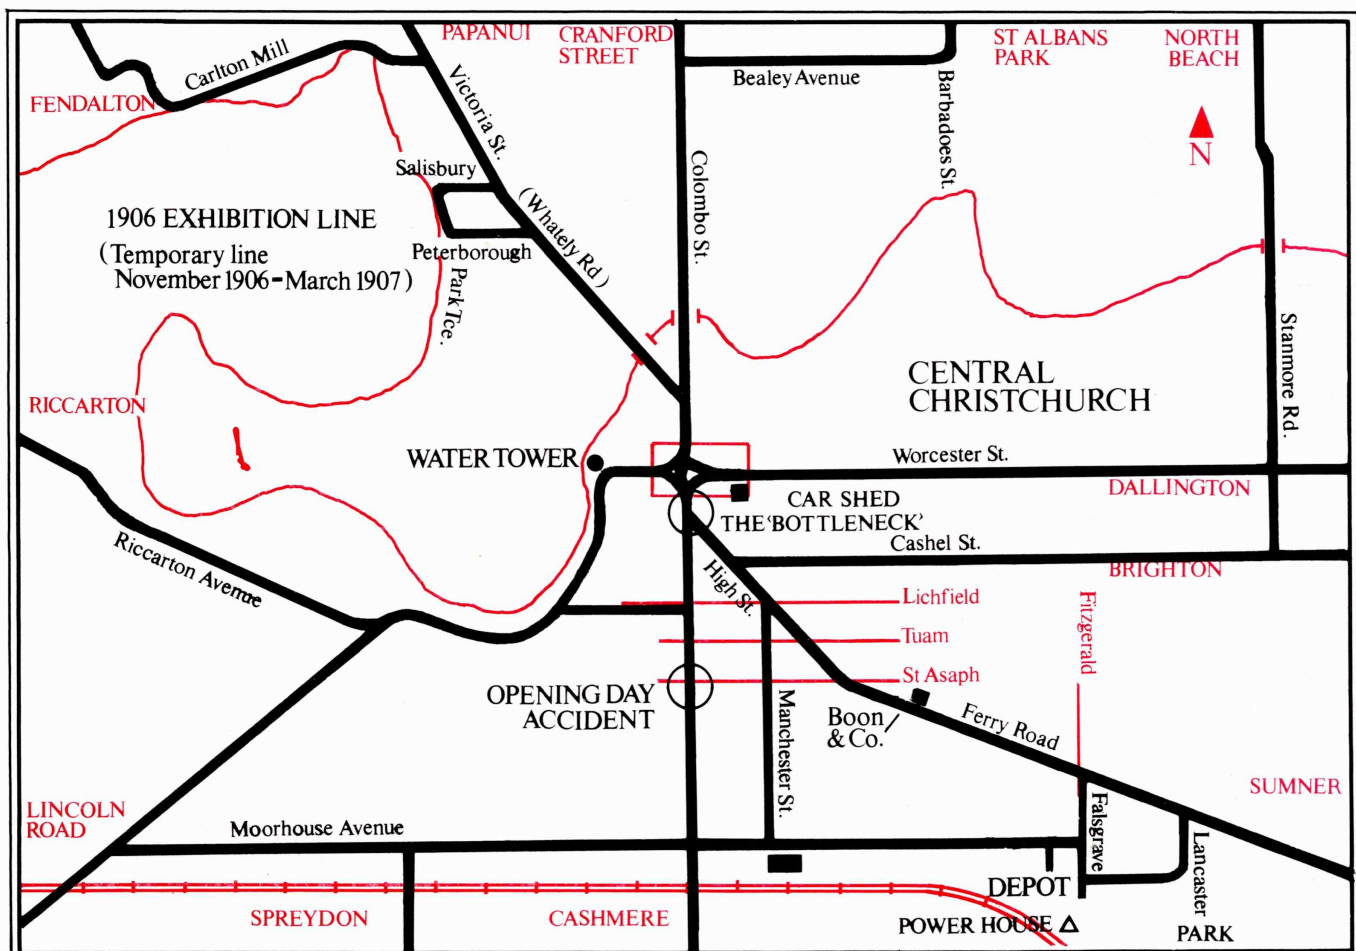 PAPANUI
CRANFORD
STREET
ST ALBANS
PARK
NORTH
BEACH
Carlton Mill
Victoria St.
Bealey Avenue
Barbadoes St.
FENDALTON
N
Salisbury
(Whately Rd)
Colombo St.
1906 EXHIBITION LINE
(Temporary line
November 1906-March 1907)
Peterborough
Park Tce.
Stanmore Rd.
CENTRAL
CHRISTCHURCH
RICCARTON
WATER TOWER
Worcester St.
DALLINGTON
CAR SHED
THE 'BOTTLENECK'
Riccarton Avenue
Cashel St.
BRIGHTON
High St.
Lichfield
Fitzgerald
Tuam
St Asaph
OPENING DAY
ACCIDENT
Manchester St.
Boon
& Co.
Ferry Road
SUMNER
LINCOLN
ROAD
Moorhouse Avenue
Falsgrave
Lancaster
PARK
DEPOT
SPREYDON
CASHMERE
POWER HOUSE